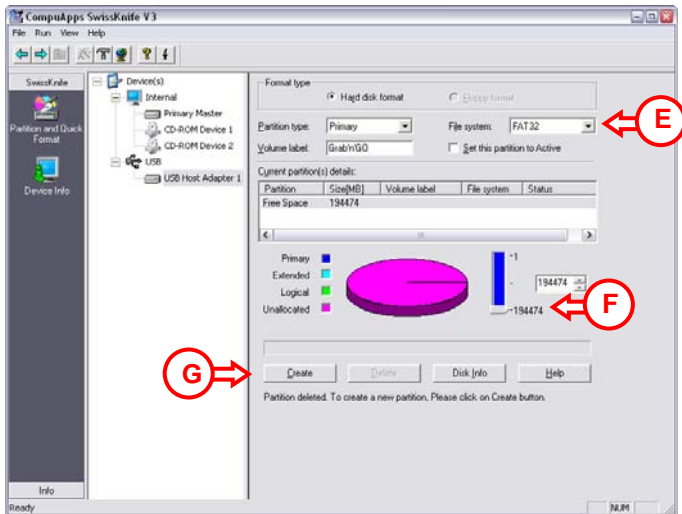 CompuApps SwissKnife V3
File Run View Help
SwissKnife
Partition and Quick Format
Device Info
Info
Device(s)
Internal
Primary Master
CD-ROM Device 1
CD-ROM Device 2
USB
USB Host Adapter 1
Format type
Hard disk format
Floppy format
Partition type: Primary
File system: FAT32
E
Volume label: Grab'n'GO
Set this partition to Active
Current partition(s) details:
Partition Size[MB] Volume label File system Status
Free Space 194474
Primary
Extended
Logical
Unallocated
-1
-
194474
-194474
F
G
Create Delete Disk Info Help
Partition deleted. To create a new partition, Please click on Create button.
Ready NUM